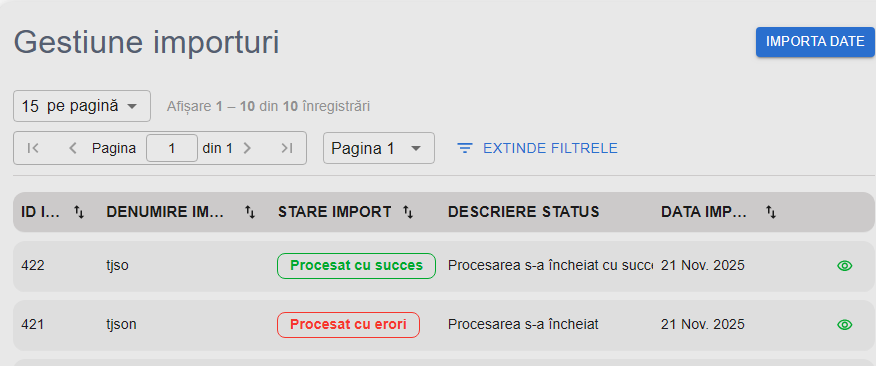 Gestiune importuri
IMPORTA DATE
15 pe pagină
Afișare 1 – 10 din 10 înregistrări
Pagina 1 din 1
Pagina 1
EXTINDE FILTRELE
ID I... DENUMIRE IM... STARE IMPORT DESCRIERE STATUS DATA IMP...
422 tjso Procesat cu succes Procesarea s-a încheiat cu succe 21 Nov. 2025
421 tjson Procesat cu erori Procesarea s-a încheiat 21 Nov. 2025